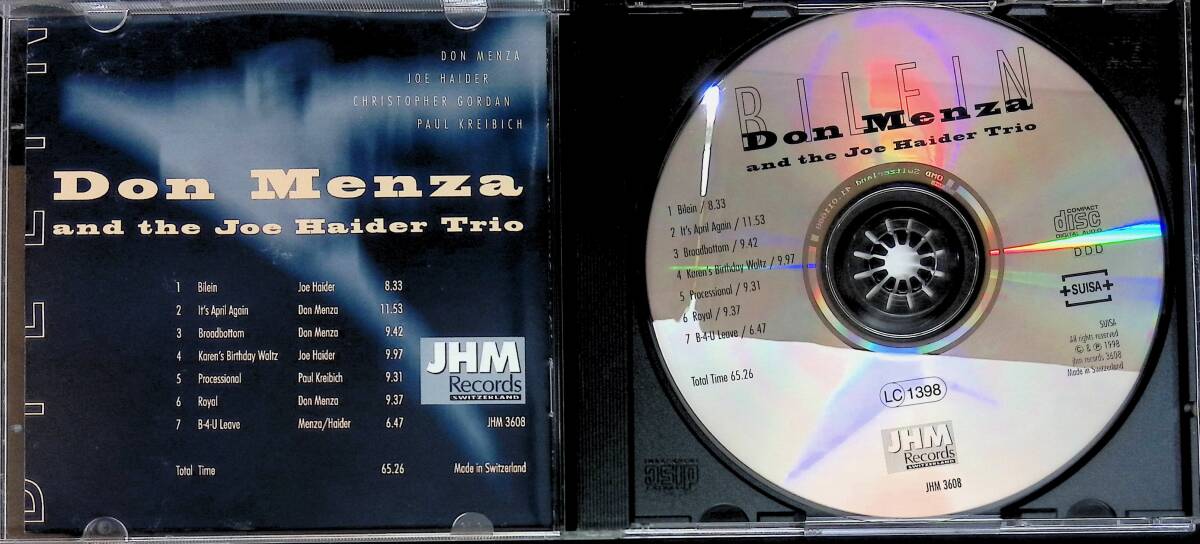 BILEIN
DON MENZA
JOE HAIDER
CHRISTOPHER GORDAN
PAUL KREIBICH
Don Menza
and the Joe Haider Trio
1 Bilein Joe Haider 8.33
2 It's April Again Don Menza 11.53
3 Broadbottom Don Menza 9.42
4 Karen's Birthday Waltz Joe Haider 9.97
5 Processional Paul Kreibich 9.31
6 Royal Don Menza 9.37
7 B-4-U Leave Menza/Haider 6.47
Total Time 65.26
JHM
Records
SWITZERLAND
JHM 3608
Made in Switzerland
BILEIN
Don Menza
and the Joe Haider Trio
1 Bilein / 8.33
2 It's April Again / 11.53
3 Broadbottom / 9.42
4 Karen's Birthday Waltz / 9.97
5 Processional / 9.31
6 Royal / 9.37
7 B-4-U Leave / 6.47
Total Time 65.26
COMPACT
disc
DIGITAL AUDIO
DDD
SUISA
SUISA
All rights reserved
© & ℗ 1998
jhm records 3608
Made in Switzerland
LC 1398
JHM
Records
SWITZERLAND
JHM 3608